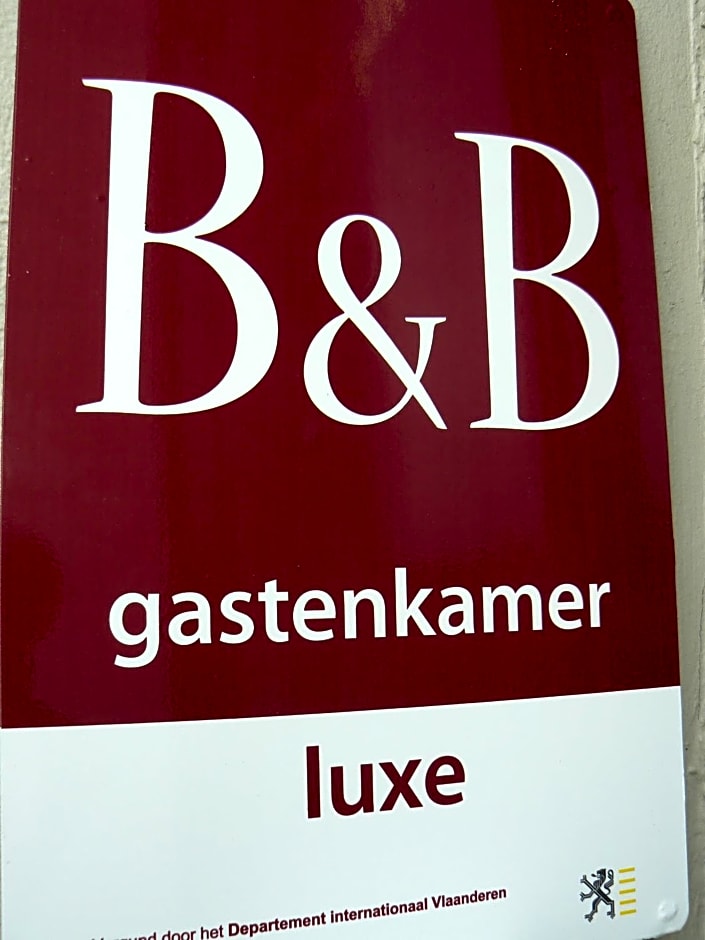 B&B
gastenkamer
luxe
door het Departement internationaal Vlaanderen